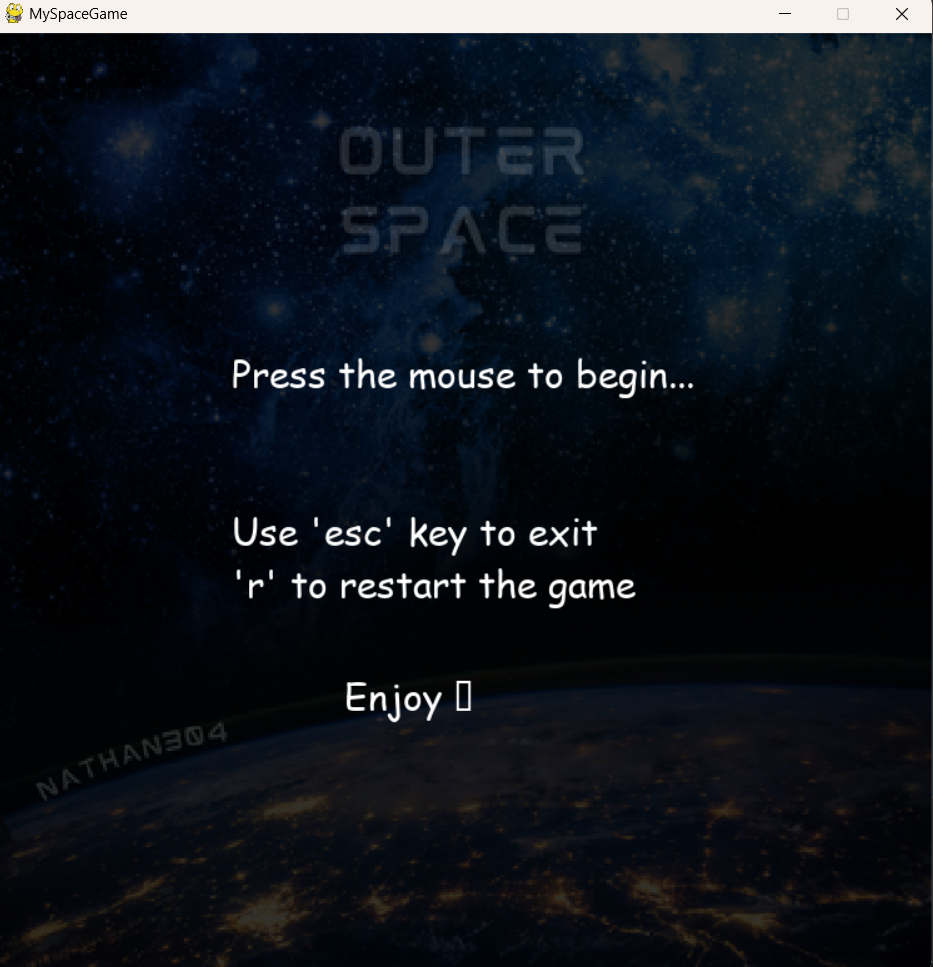 MySpaceGame
OUTER
SPACE
Press the mouse to begin...
Use 'esc' key to exit
'r' to restart the game
Enjoy ▯
NATHAN304